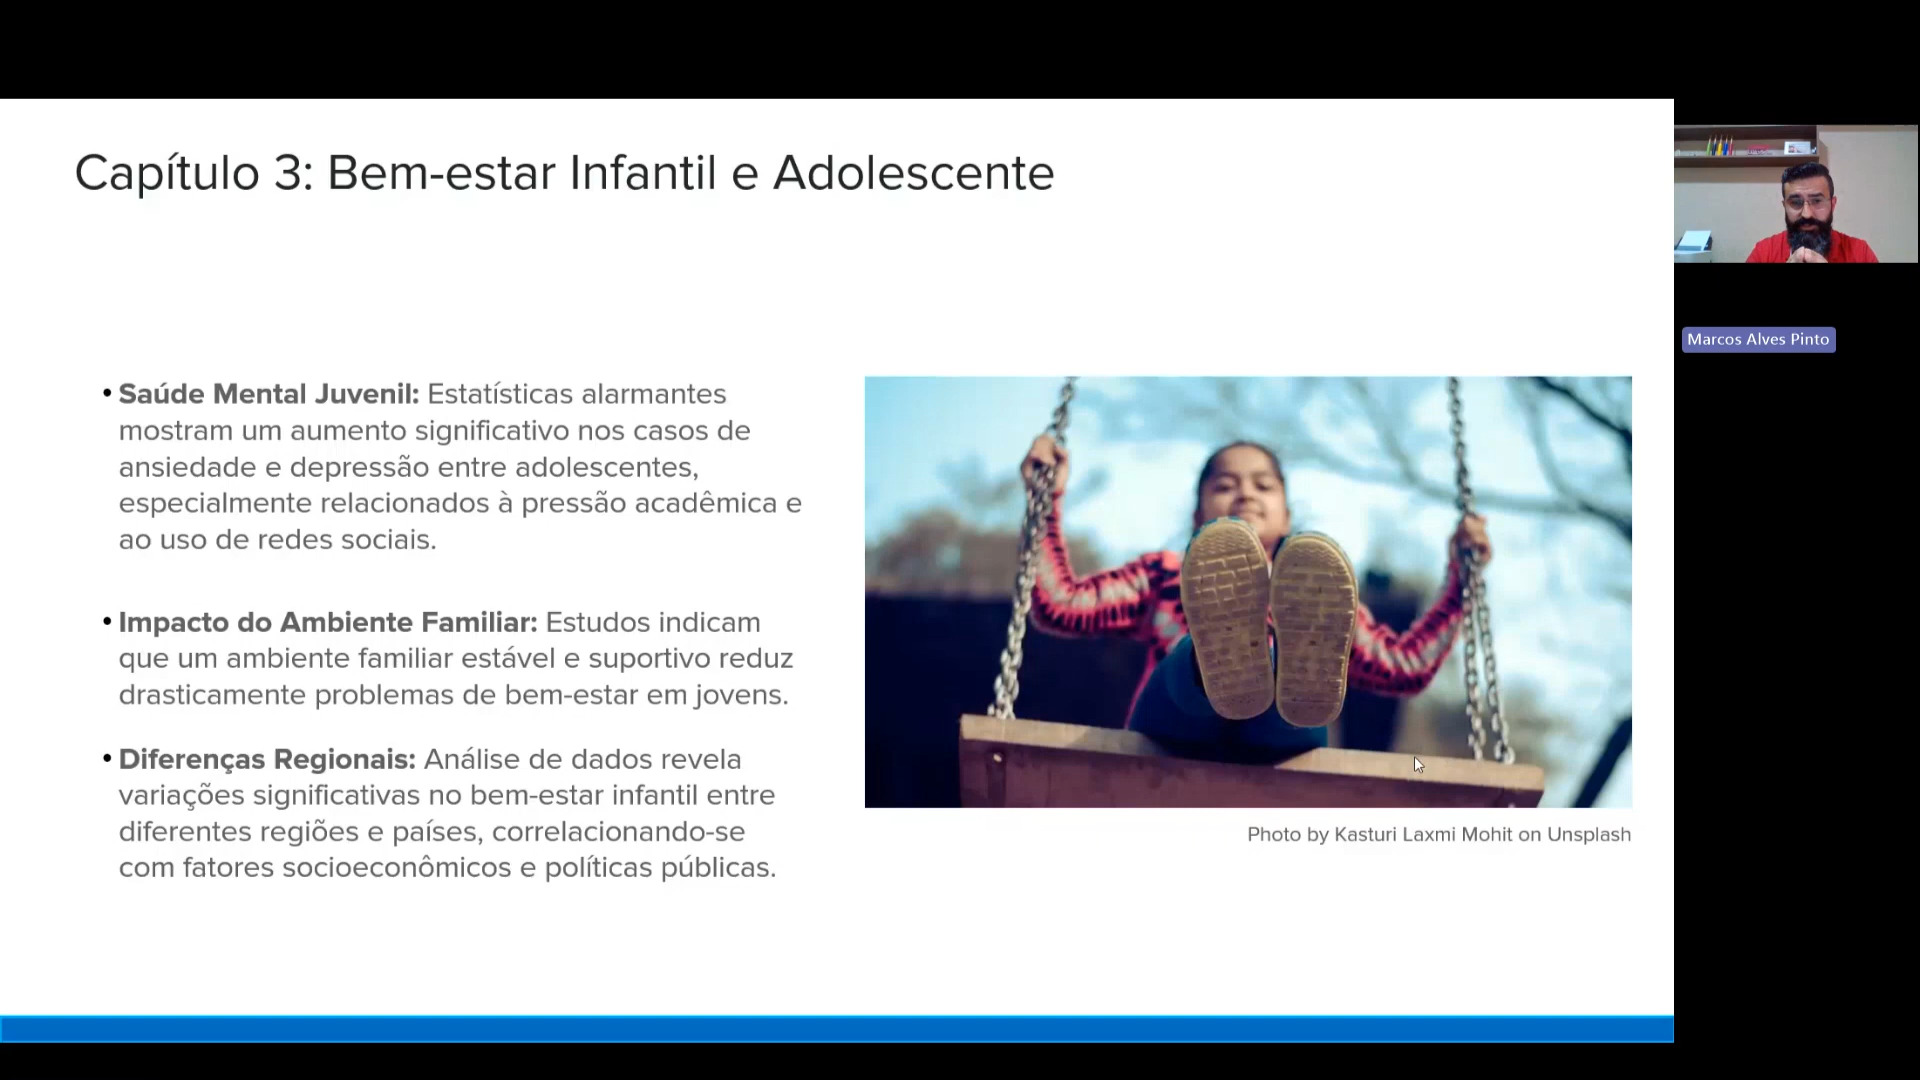 Capítulo 3: Bem-estar Infantil e Adolescente
• Saúde Mental Juvenil: Estatísticas alarmantes
mostram um aumento significativo nos casos de
ansiedade e depressão entre adolescentes,
especialmente relacionados à pressão acadêmica e
ao uso de redes sociais.
• Impacto do Ambiente Familiar: Estudos indicam
que um ambiente familiar estável e suportivo reduz
drasticamente problemas de bem-estar em jovens.
• Diferenças Regionais: Análise de dados revela
variações significativas no bem-estar infantil entre
diferentes regiões e países, correlacionando-se
com fatores socioeconômicos e políticas públicas.
Photo by Kasturi Laxmi Mohit on Unsplash
Marcos Alves Pinto